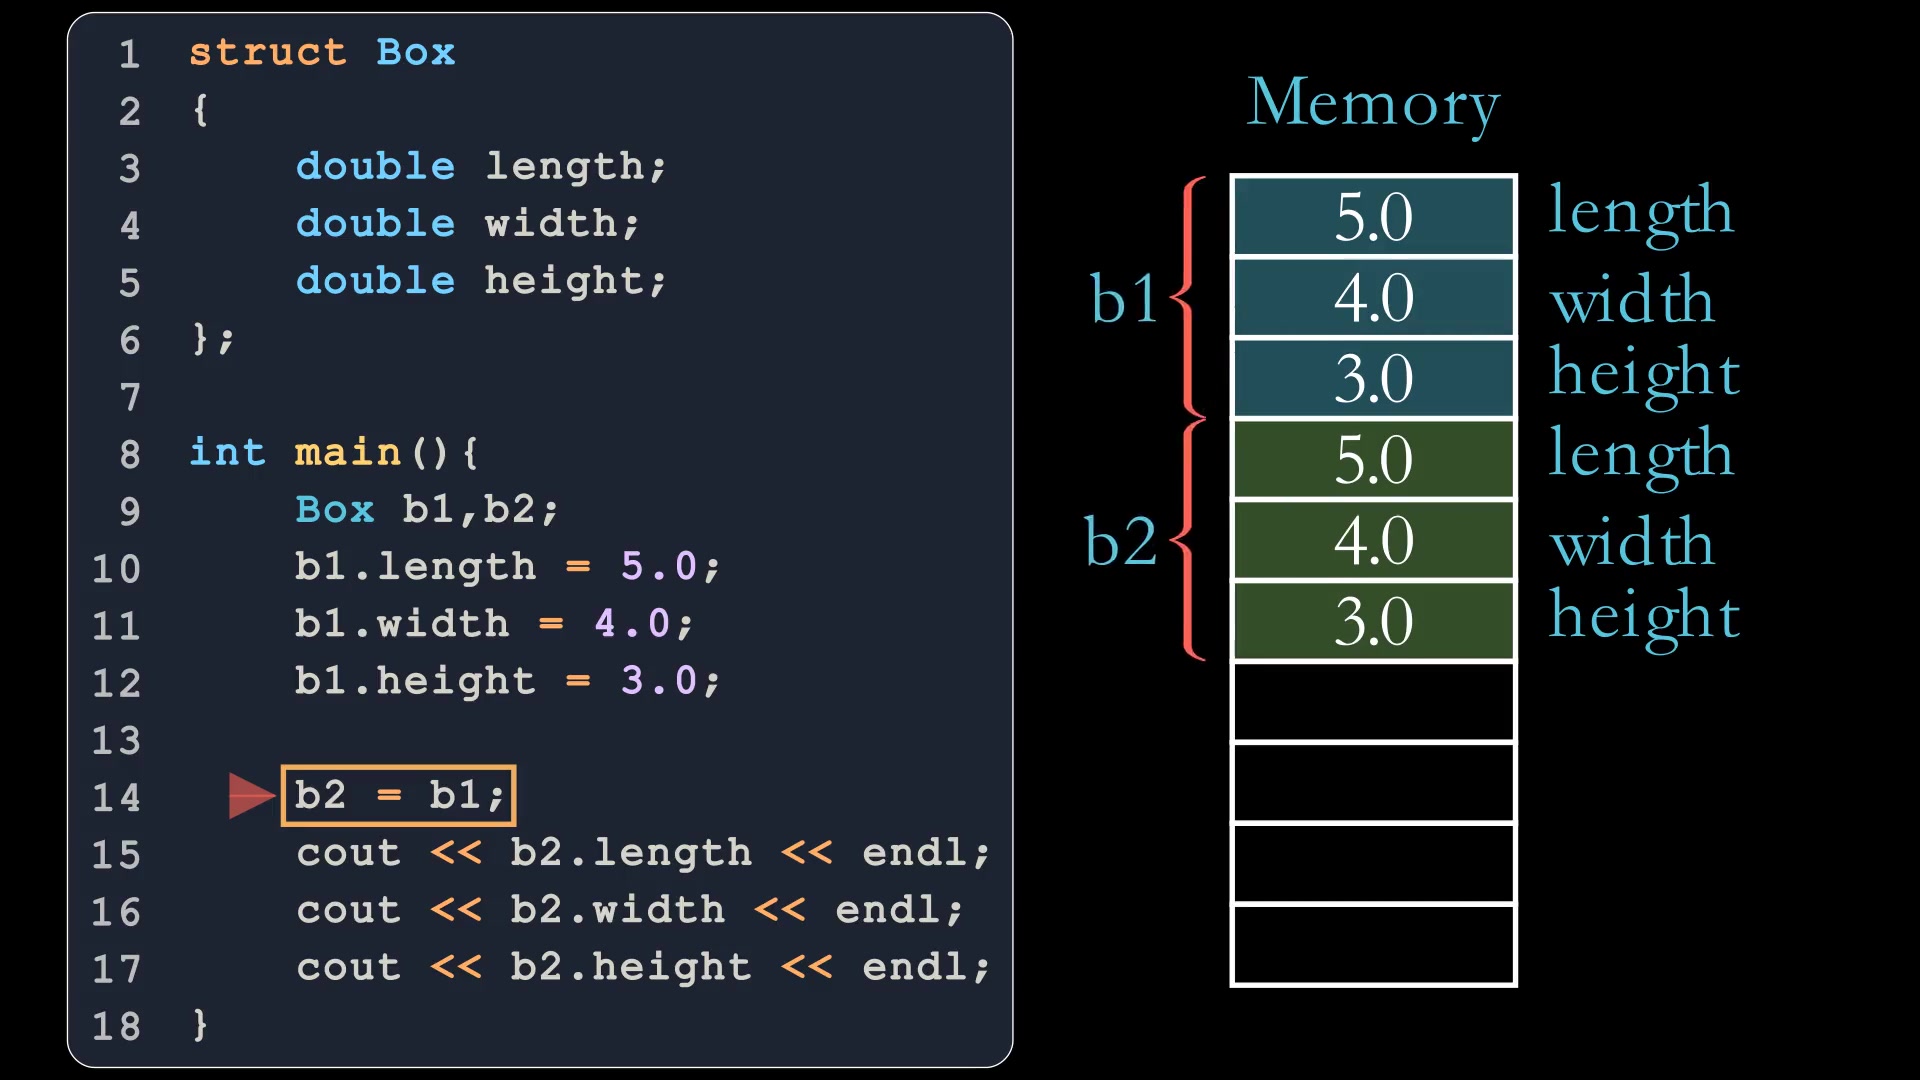 1 struct Box
2 {
3 double length;
4 double width;
5 double height;
6 };
7
8 int main(){
9 Box b1,b2;
10 b1.length = 5.0;
11 b1.width = 4.0;
12 b1.height = 3.0;
13
14 b2 = b1;
15 cout << b2.length << endl;
16 cout << b2.width << endl;
17 cout << b2.height << endl;
18 }
Memory
b1
5.0 length
4.0 width
3.0 height
b2
5.0 length
4.0 width
3.0 height